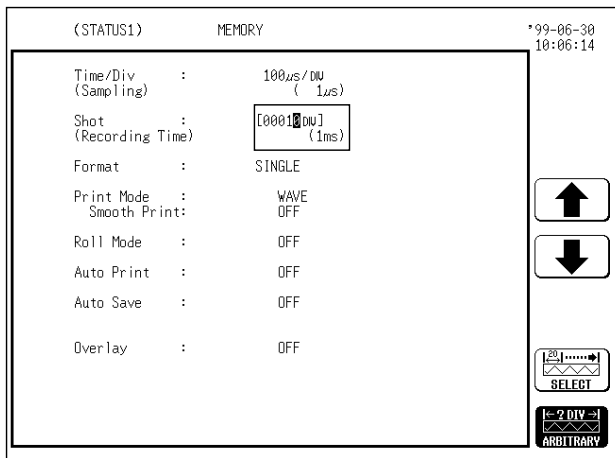 (STATUS1) MEMORY '99-06-30
10:06:14
Time/Div : 100µs/DIV
(Sampling) ( 1µs)
Shot : [00010DIV]
(Recording Time) (1ms)
Format : SINGLE
Print Mode : WAVE
Smooth Print: OFF
Roll Mode : OFF
Auto Print : OFF
Auto Save : OFF
Overlay : OFF
20
SELECT
? DIV
ARBITRARY